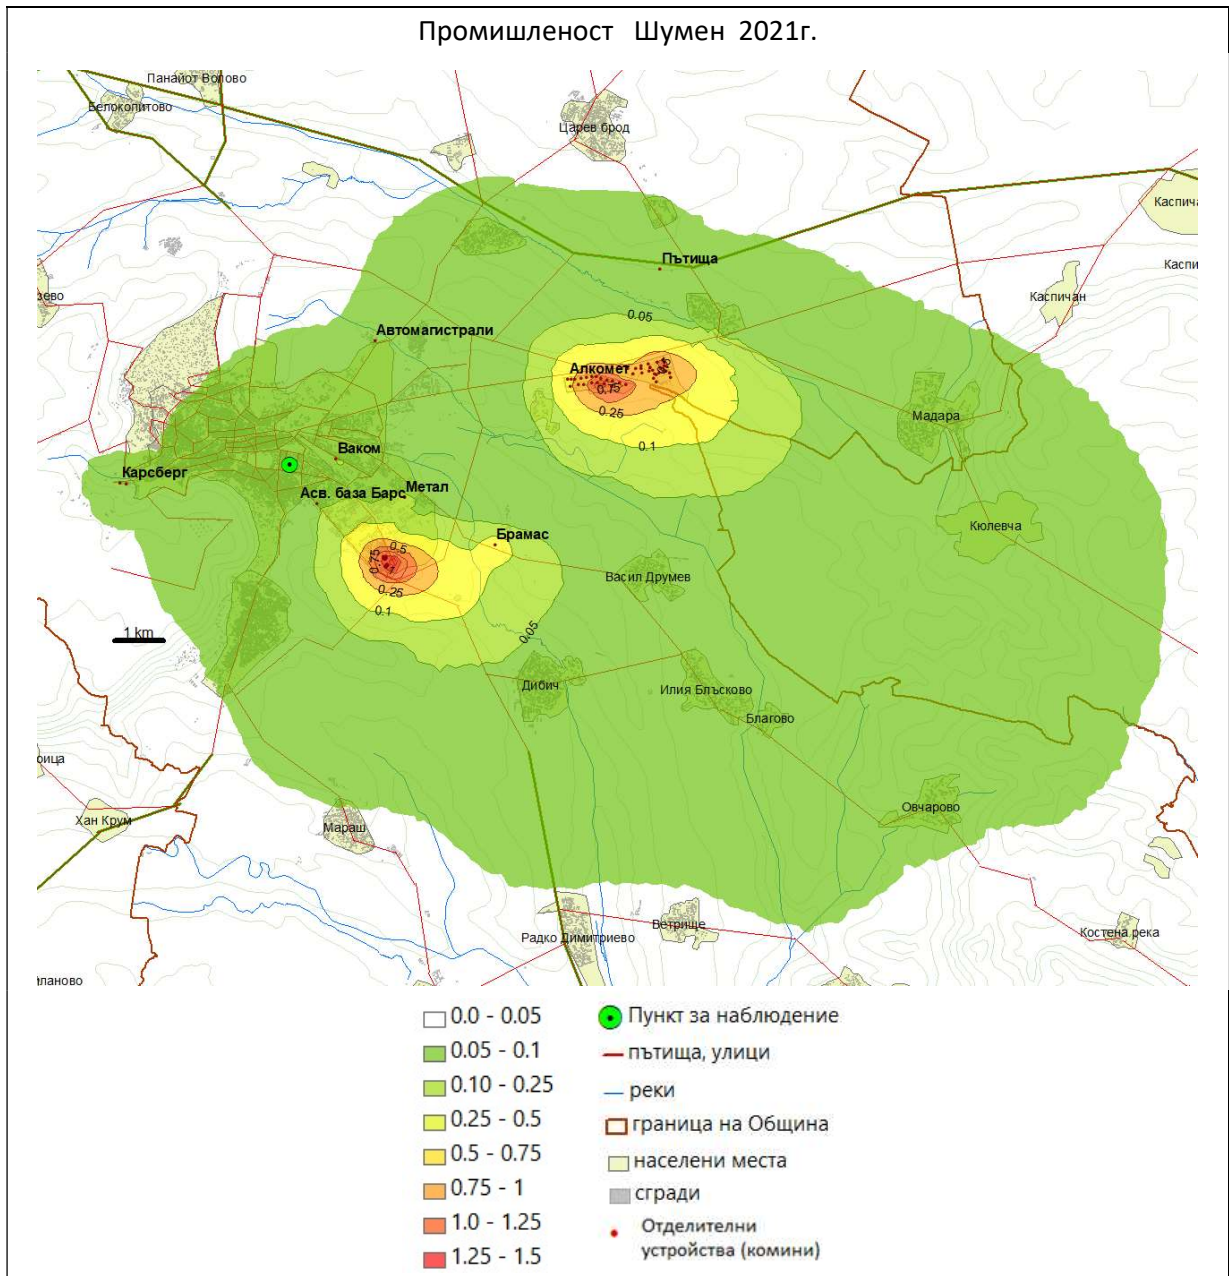 Промишленост Шумен 2021г.
Панайот Волово
Белокопитово
Царев брод
Каспича
Пътища
Каспи
зево
Каспичан
0.05
Автомагистрали
Алкомет
0.75
0.25
Мадара
0.1
Ваком
Карсберг
Асв. база Барс
Метал
Кюлевча
Брамас
0.5
0.75
Васил Друмев
0.25
0.1
0.05
1 km
Дибич
Илия Блъсково
Благово
оица
Овчарово
Хан Крум
Мараш
Ветрище
Радко Димитриево
Костена река
иланово
0.0 - 0.05
0.05 - 0.1
0.10 - 0.25
0.25 - 0.5
0.5 - 0.75
0.75 - 1
1.0 - 1.25
1.25 - 1.5
Пункт за наблюдение
пътища, улици
реки
граница на Община
населени места
сгради
Отделителни
устройства (комини)